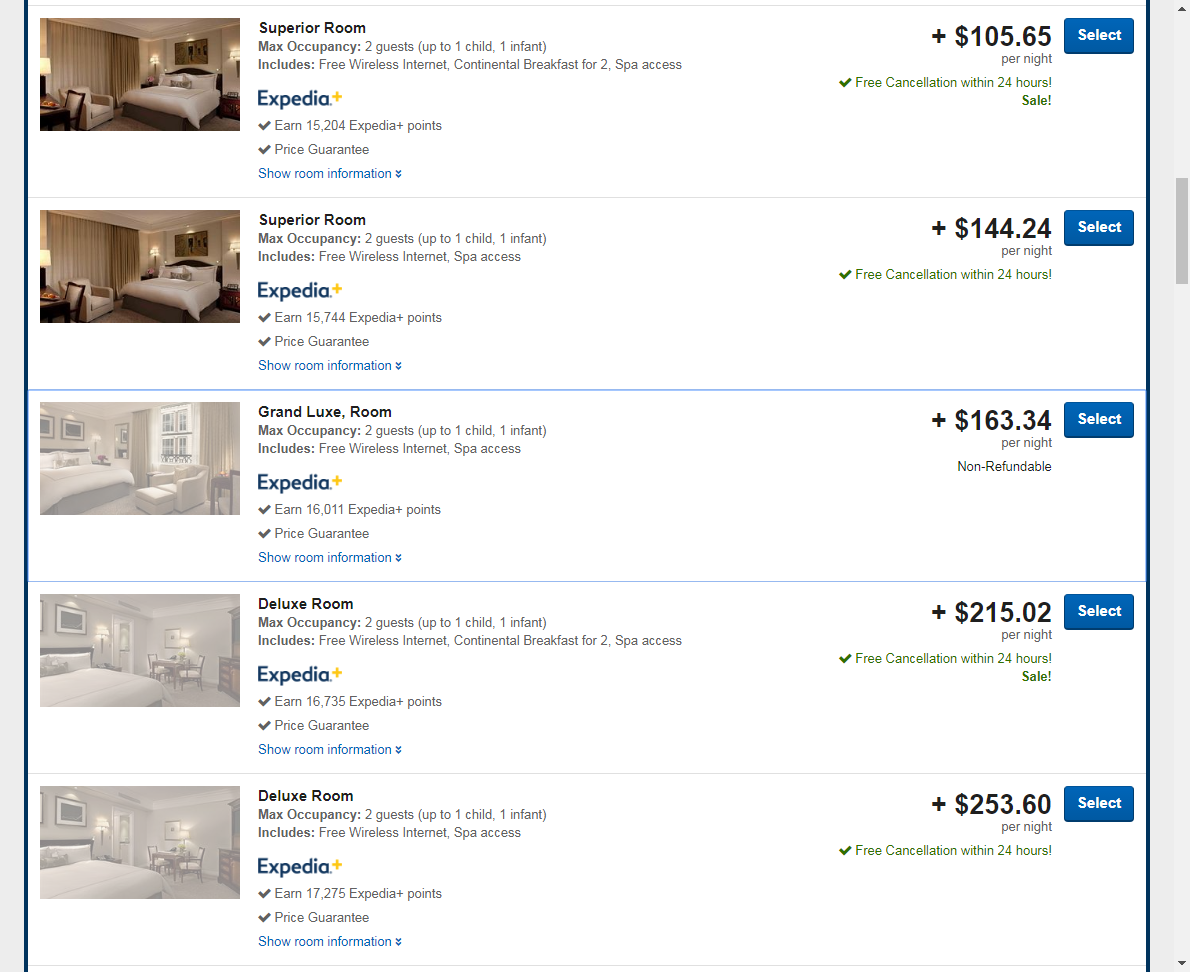 Superior Room
Max Occupancy: 2 guests (up to 1 child, 1 infant)
Includes: Free Wireless Internet, Continental Breakfast for 2, Spa access
Expedia+
Earn 15,204 Expedia+ points
Price Guarantee
Show room information
+ $105.65
per night
Free Cancellation within 24 hours!
Sale!
Select
Superior Room
Max Occupancy: 2 guests (up to 1 child, 1 infant)
Includes: Free Wireless Internet, Spa access
Expedia+
Earn 15,744 Expedia+ points
Price Guarantee
Show room information
+ $144.24
per night
Free Cancellation within 24 hours!
Select
Grand Luxe, Room
Max Occupancy: 2 guests (up to 1 child, 1 infant)
Includes: Free Wireless Internet, Spa access
Expedia+
Earn 16,011 Expedia+ points
Price Guarantee
Show room information
+ $163.34
per night
Non-Refundable
Select
Deluxe Room
Max Occupancy: 2 guests (up to 1 child, 1 infant)
Includes: Free Wireless Internet, Continental Breakfast for 2, Spa access
Expedia+
Earn 16,735 Expedia+ points
Price Guarantee
Show room information
+ $215.02
per night
Free Cancellation within 24 hours!
Sale!
Select
Deluxe Room
Max Occupancy: 2 guests (up to 1 child, 1 infant)
Includes: Free Wireless Internet, Spa access
Expedia+
Earn 17,275 Expedia+ points
Price Guarantee
Show room information
+ $253.60
per night
Free Cancellation within 24 hours!
Select